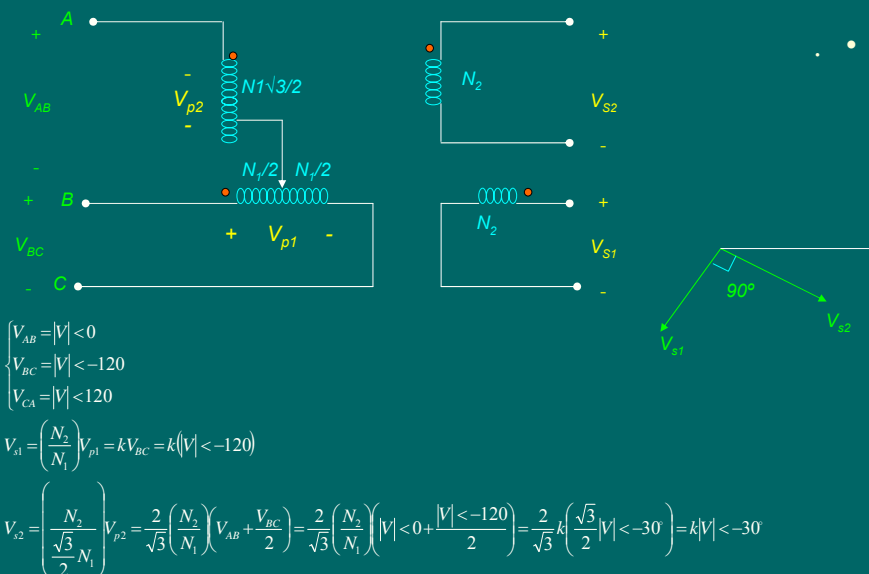 A
+
-
V_AB
-
+
B
V_BC
-
C
-
V_p2
-
N1√3/2
N_1/2 N_1/2
+ V_p1 -
N_2
+
V_S2
-
N_2
+
V_S1
-
90º
V_s1
V_s2
{V_AB = |V| < 0
V_BC = |V| < −120
V_CA = |V| < 120
V_s1 = (N_2/N_1) V_p1 = kV_BC = k(|V| < −120)
V_s2 = (N_2/(√3/2 N_1)) V_p2 = 2/√3 (N_2/N_1) (V_AB + V_BC/2) = 2/√3 (N_2/N_1) (|V| < 0 + |V| < −120/2) = 2/√3 k(√3/2 |V| < −30°) = k|V| < −30°